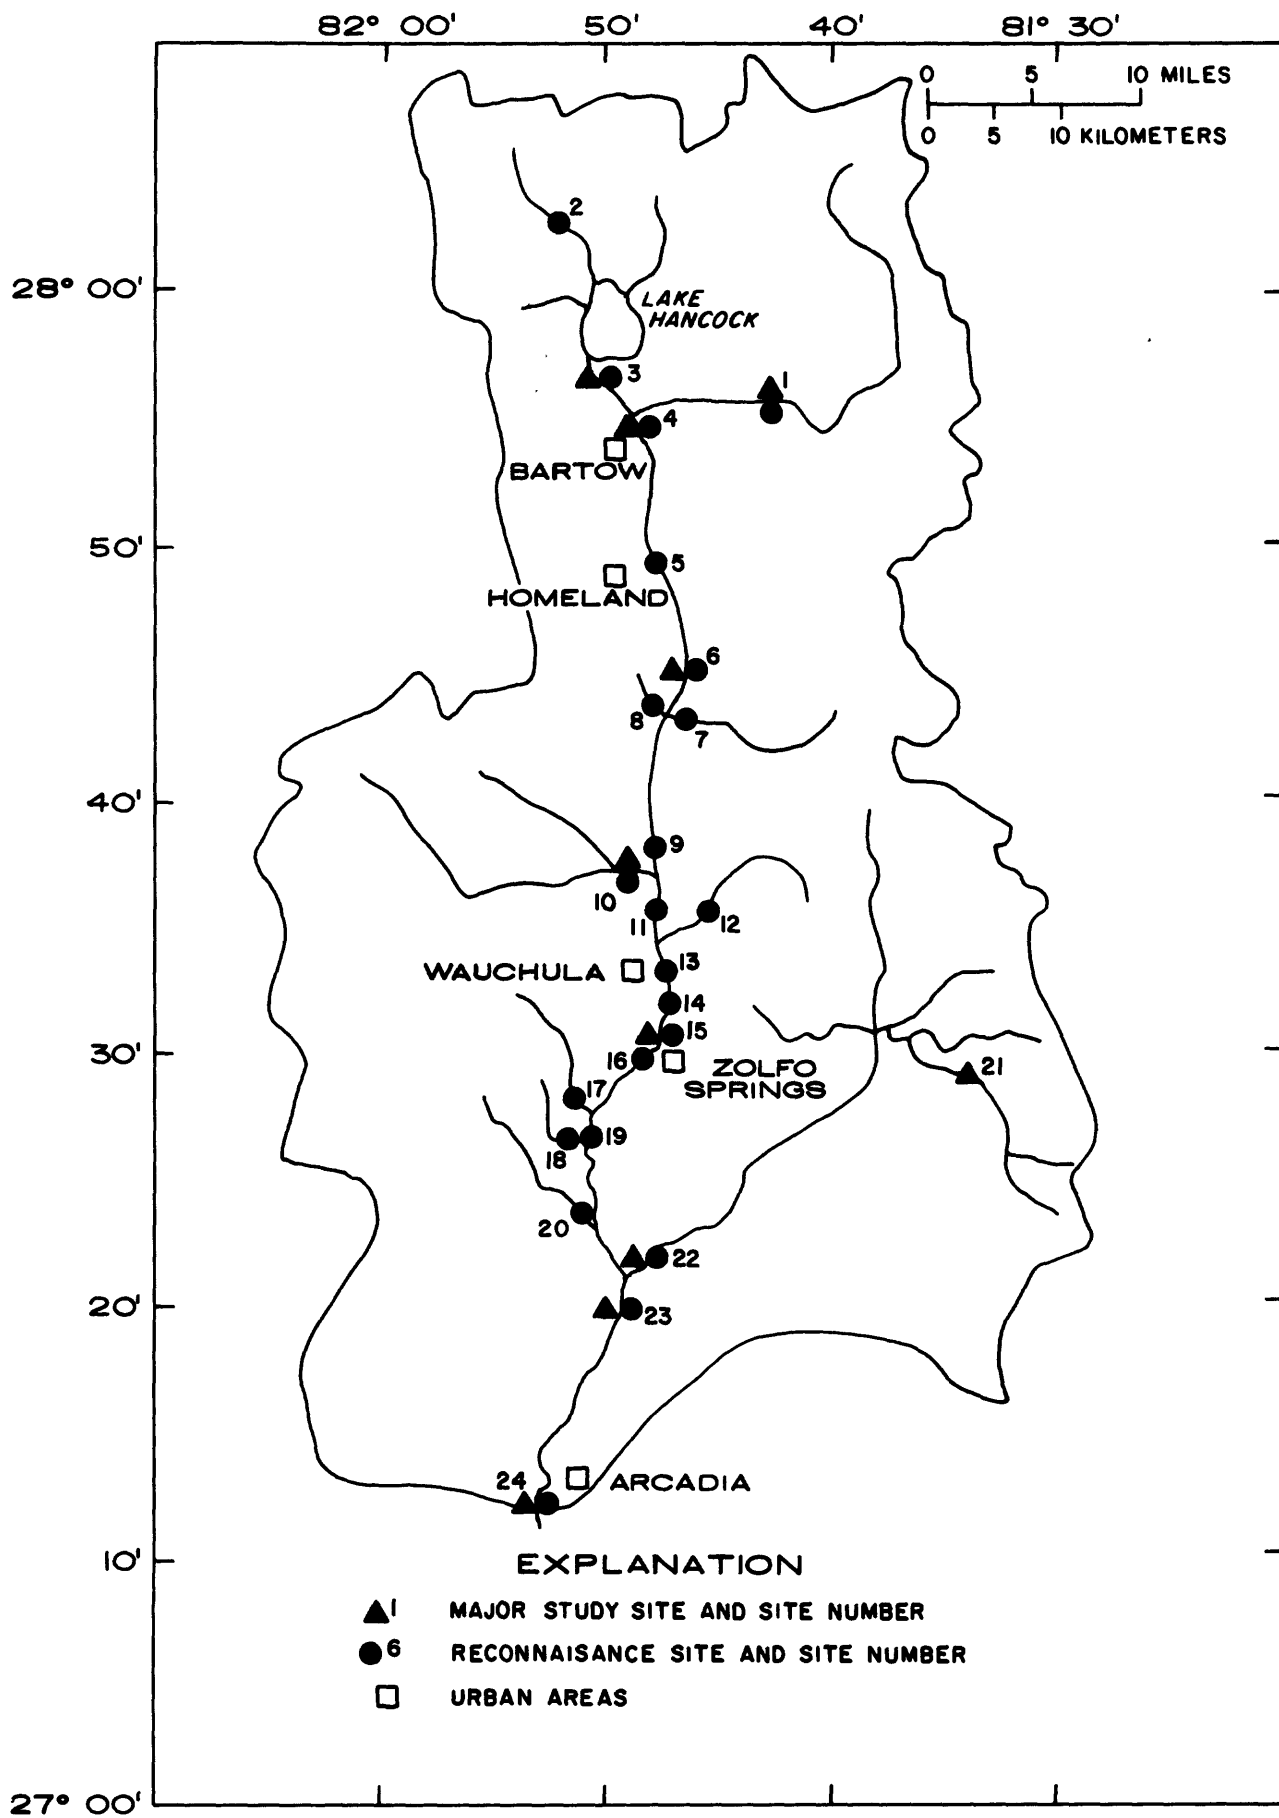 82° 00' 50' 40' 81° 30'
0 5 10 MILES
0 5 10 KILOMETERS
2
28° 00'
LAKE
HANCOCK
3
1
4
BARTOW
50'
5
HOMELAND
6
8
7
40'
9
10
11
12
WAUCHULA
13
14
15
30'
16
ZOLFO
SPRINGS
21
17
19
18
20
22
20'
23
24
ARCADIA
10'
EXPLANATION
1 MAJOR STUDY SITE AND SITE NUMBER
6 RECONNAISANCE SITE AND SITE NUMBER
URBAN AREAS
27° 00'